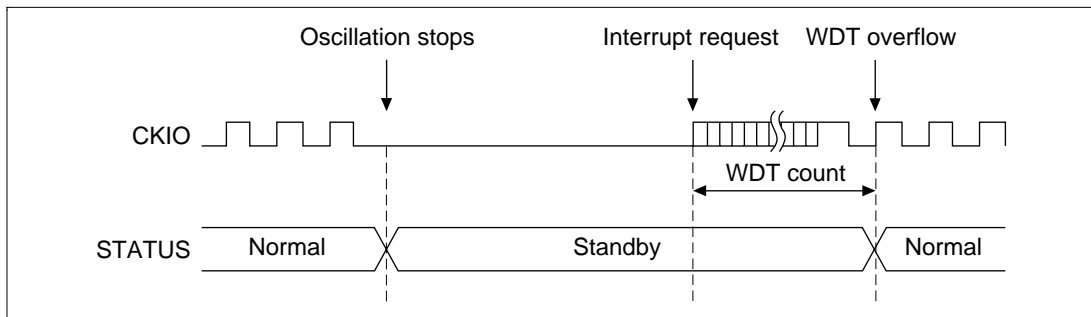 Oscillation stops Interrupt request WDT overflow
CKIO
WDT count
STATUS Normal Standby Normal